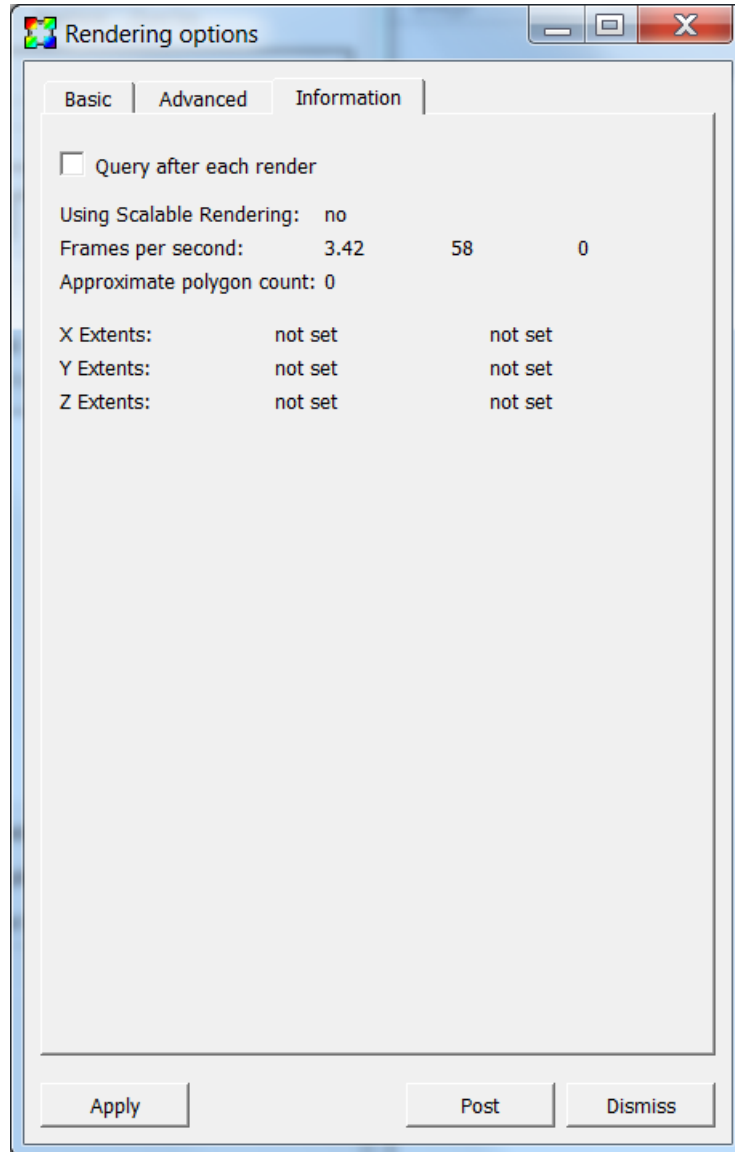 Rendering options
Basic Advanced Information
Query after each render
Using Scalable Rendering: no
Frames per second: 3.42 58 0
Approximate polygon count: 0
X Extents: not set not set
Y Extents: not set not set
Z Extents: not set not set
Apply Post Dismiss